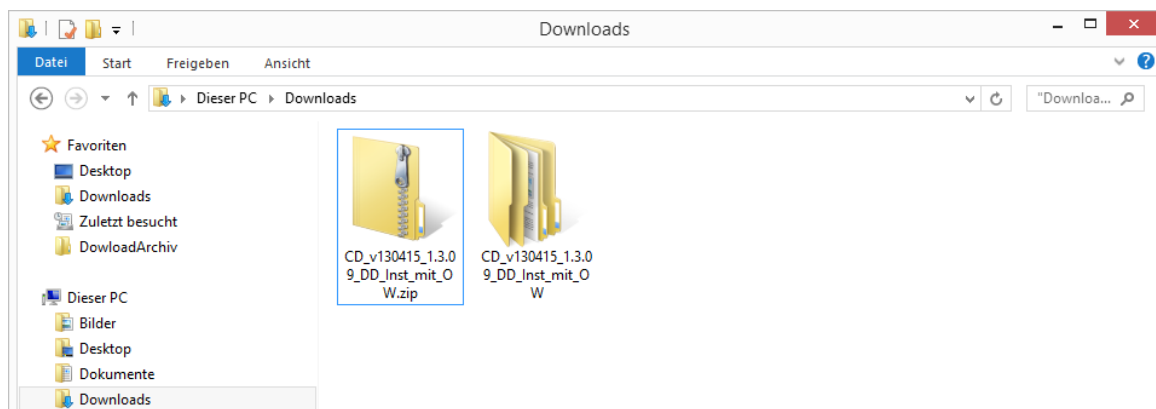 Downloads
Datei Start Freigeben Ansicht
Dieser PC Downloads "Downloa...
Favoriten
Desktop
Downloads
Zuletzt besucht
DowloadArchiv
Dieser PC
Bilder
Desktop
Dokumente
Downloads
CD_v130415_1.3.0
9_DD_Inst_mit_O
W.zip
CD_v130415_1.3.0
9_DD_Inst_mit_O
W